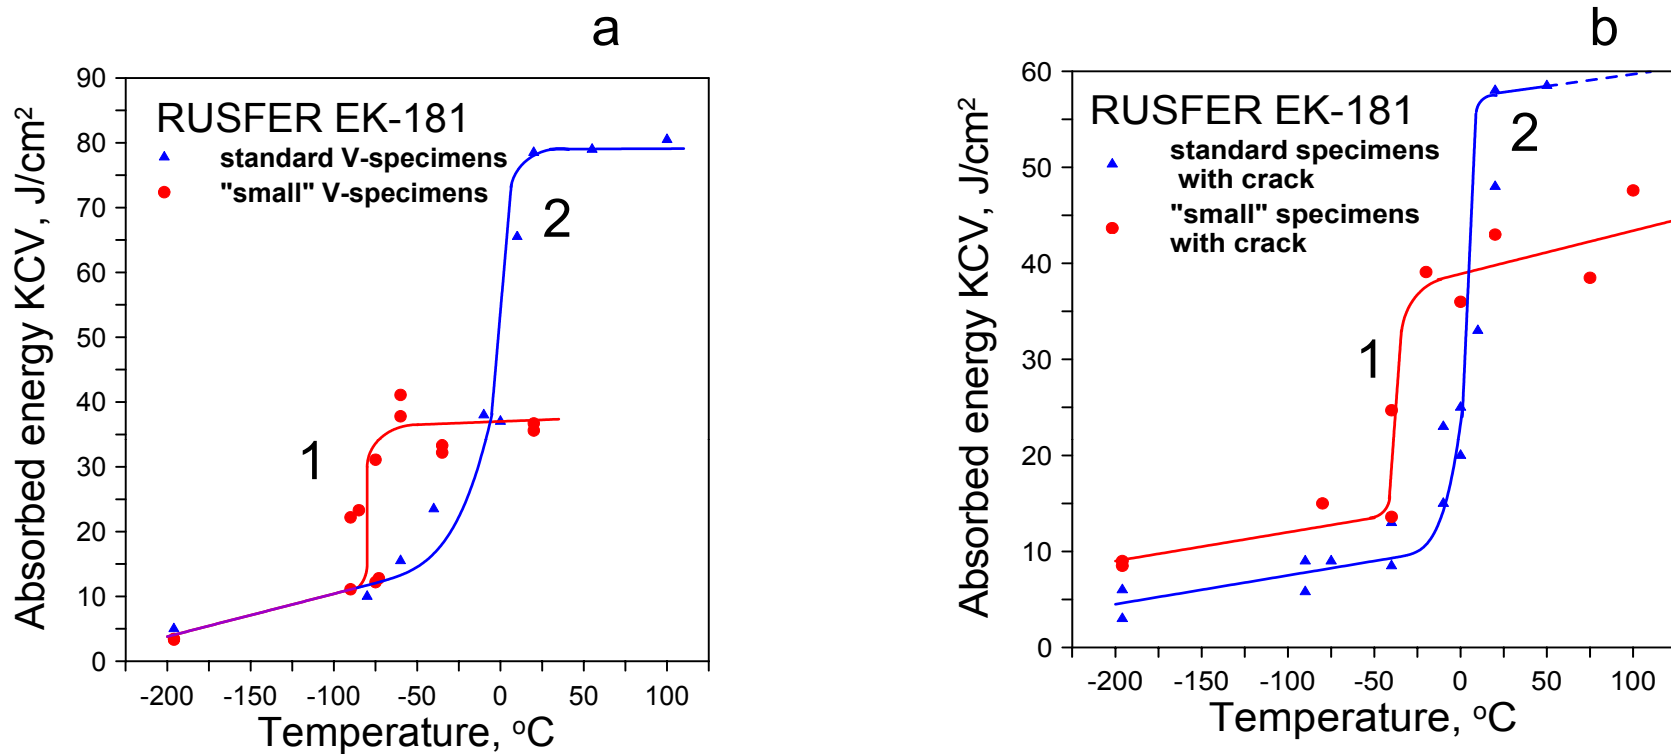 a
Absorbed energy KCV, J/cm²
90
80
70
60
50
40
30
20
10
0
RUSFER EK-181
standard V-specimens
"small" V-specimens
2
1
-200 -150 -100 -50 0 50 100
Temperature, °C
b
Absorbed energy KCV, J/cm²
60
50
40
30
20
10
0
RUSFER EK-181
standard specimens
with crack
"small" specimens
with crack
2
1
-200 -150 -100 -50 0 50 100
Temperature, °C